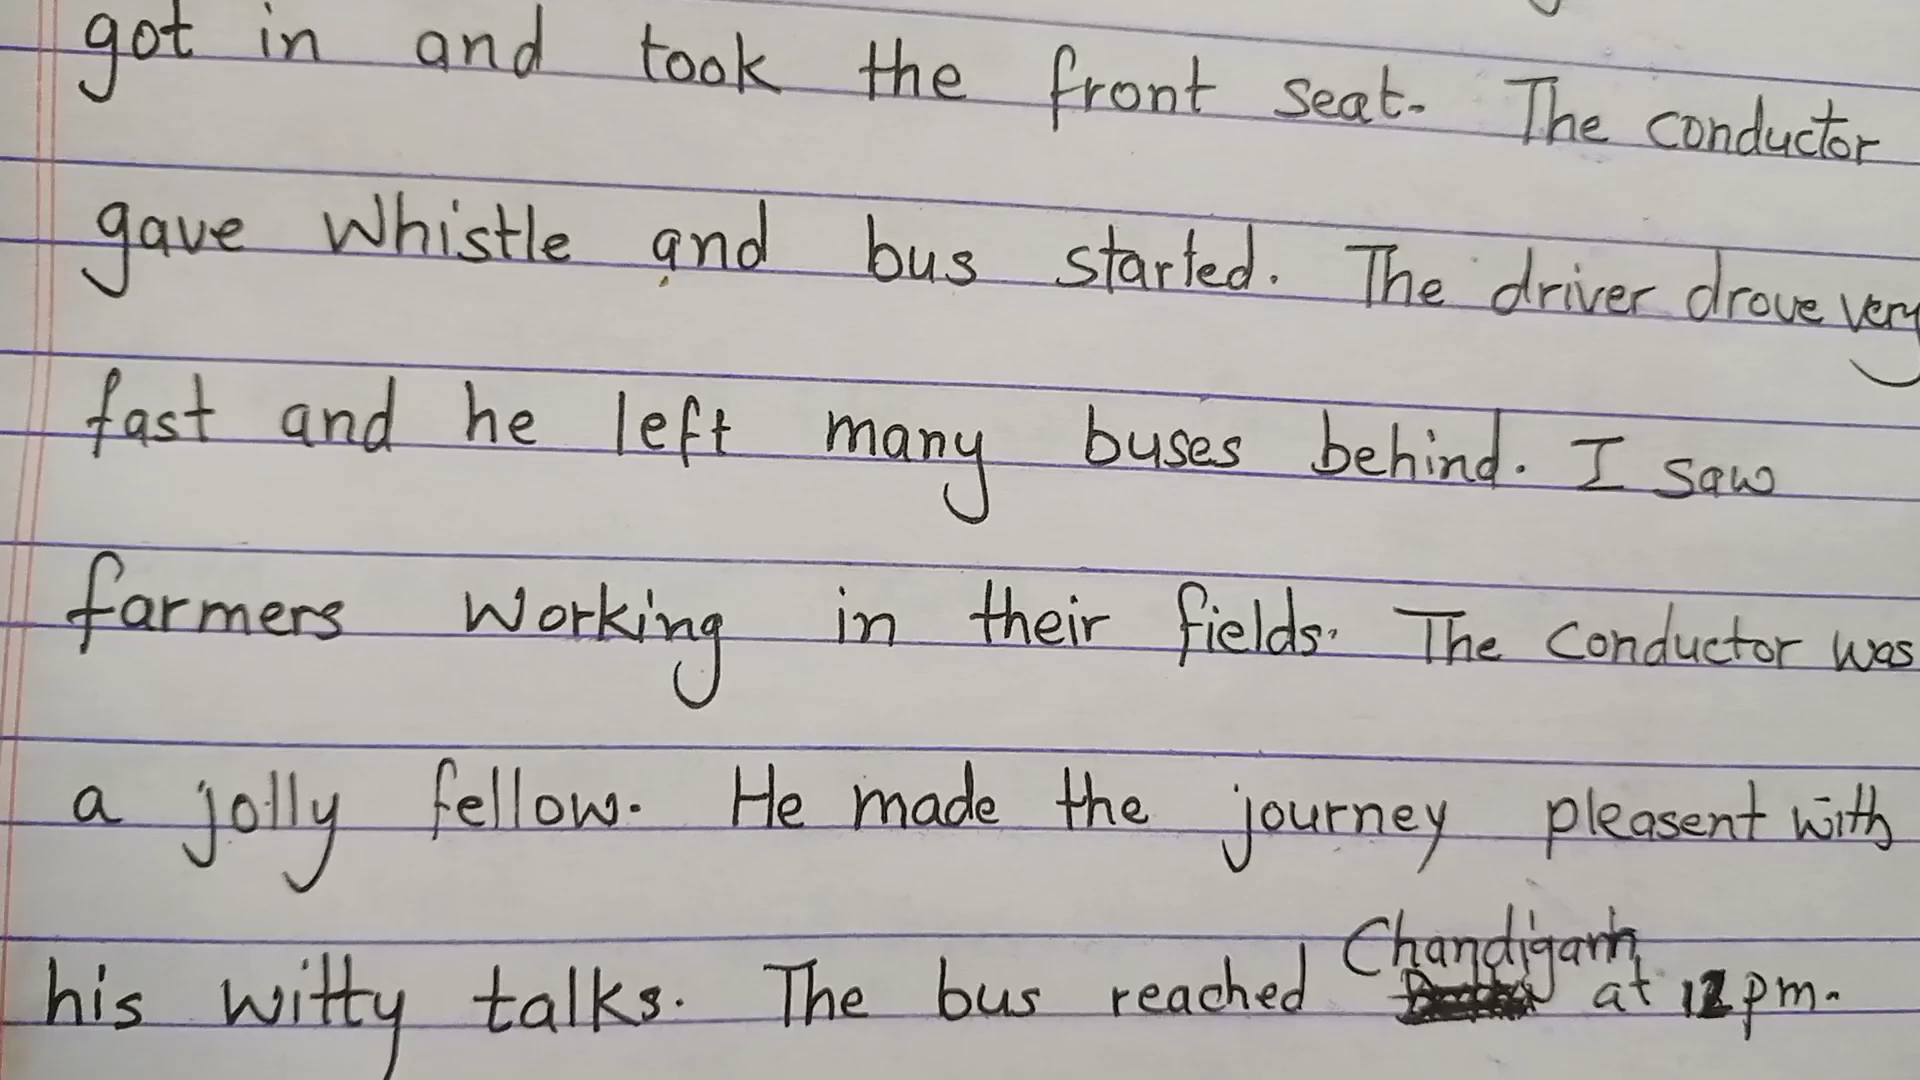 got in and took the front seat. The conductor
gave whistle and bus started. The driver drove very
fast and he left many buses behind. I saw
farmers working in their fields. The conductor was
a jolly fellow. He made the journey pleasent with
his witty talks. The bus reached Chandigarh at 12 pm.